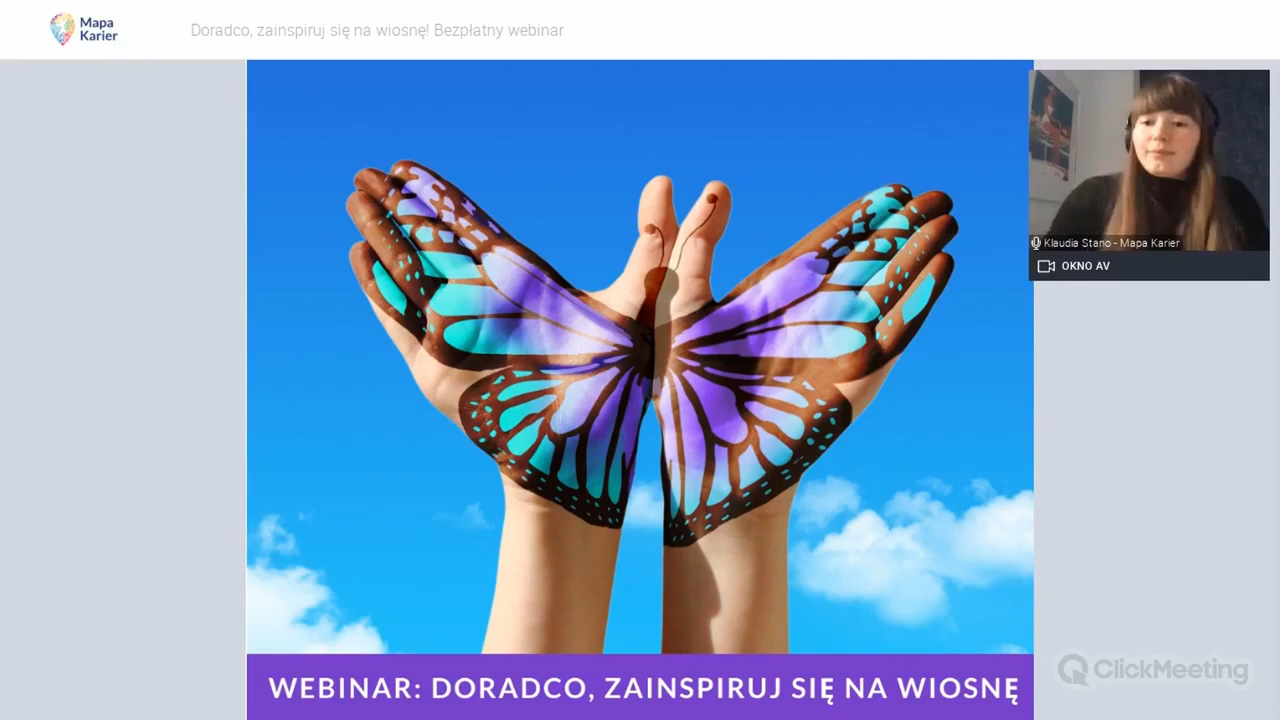 Mapa
Karier
Doradco, zainspiruj się na wiosnę! Bezpłatny webinar
Klaudia Stano - Mapa Karier
OKNO AV
WEBINAR: DORADCO, ZAINSPIRUJ SIĘ NA WIOSNĘ
ClickMeeting